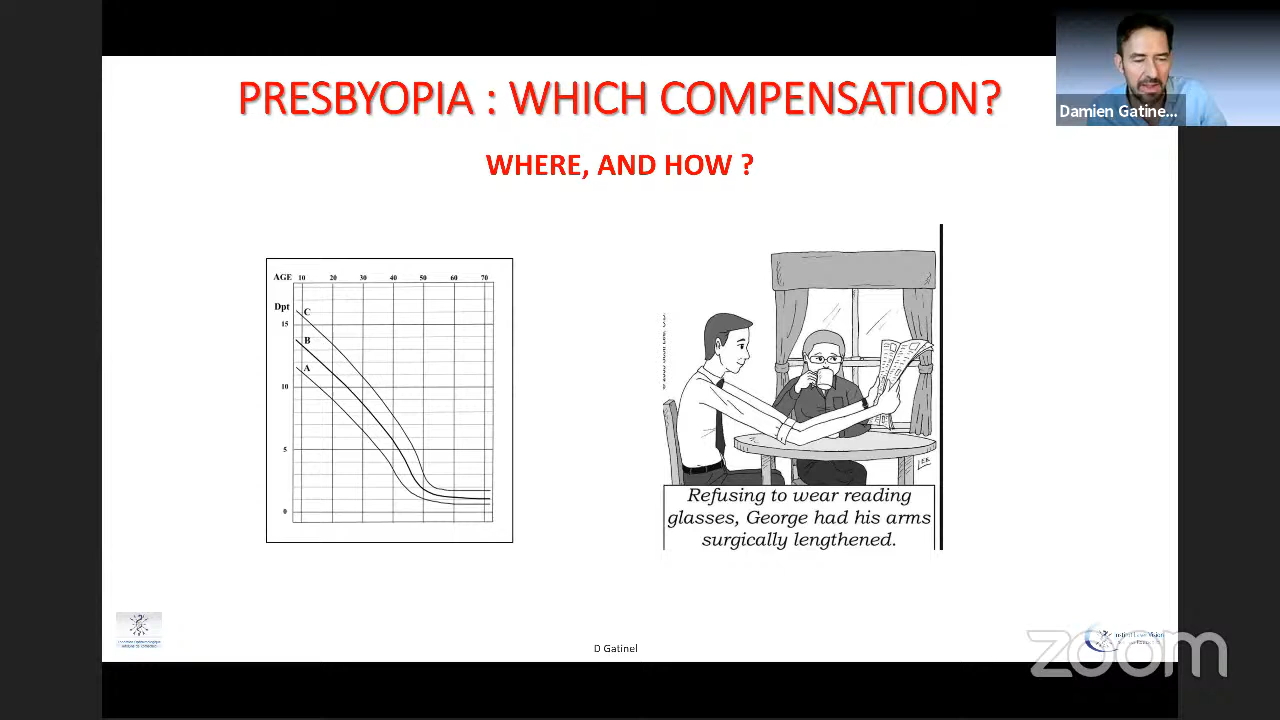 PRESBYOPIA : WHICH COMPENSATION?
WHERE, AND HOW ?
Damien Gatine...
AGE 10 20 30 40 50 60 70
Dpt
C
15
B
A
10
5
0
LEE
Refusing to wear reading
glasses, George had his arms
surgically lengthened.
D Gatinel
zoom